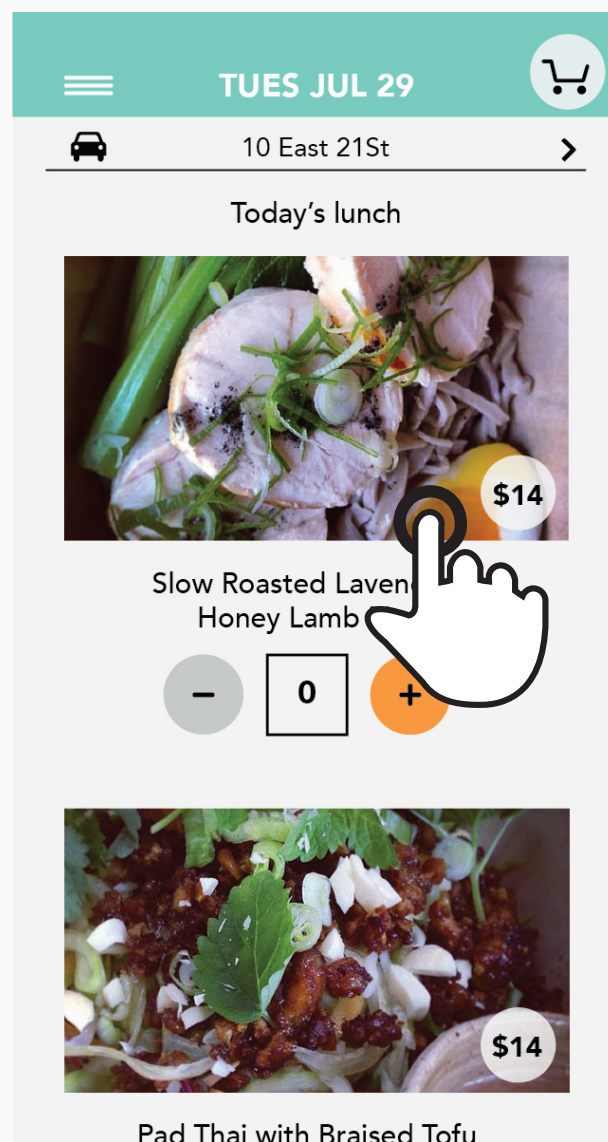 TUES JUL 29
10 East 21St
Today's lunch
$14
Slow Roasted
Honey Lamb
− 0 +
$14
Pad Thai with Braised Tofu